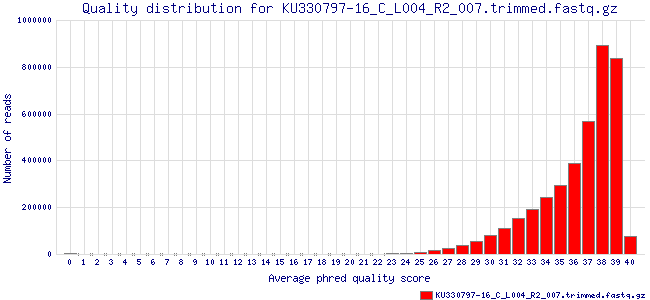 Quality distribution for KU330797-16_C_L004_R2_007.trimmed.fastq.gz
1000000
800000
600000
400000
200000
0
Number of reads
0 1 2 3 4 5 6 7 8 9 10 11 12 13 14 15 16 17 18 19 20 21 22 23 24 25 26 27 28 29 30 31 32 33 34 35 36 37 38 39 40
Average phred quality score
KU330797-16_C_L004_R2_007.trimmed.fastq.gz